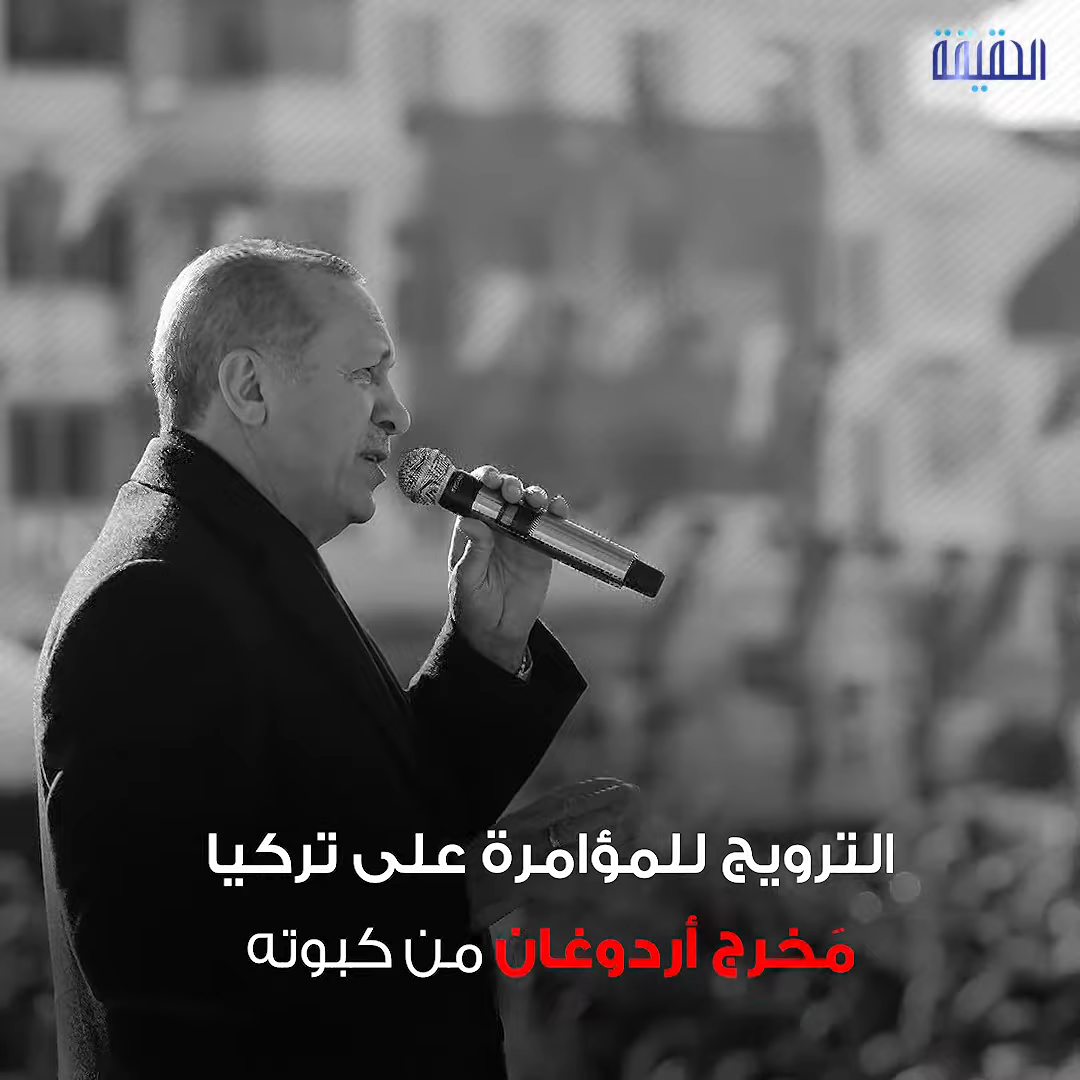 الحقيقة
الترويج للمؤامرة على تركيا
مَخرج أردوغان من كبوته